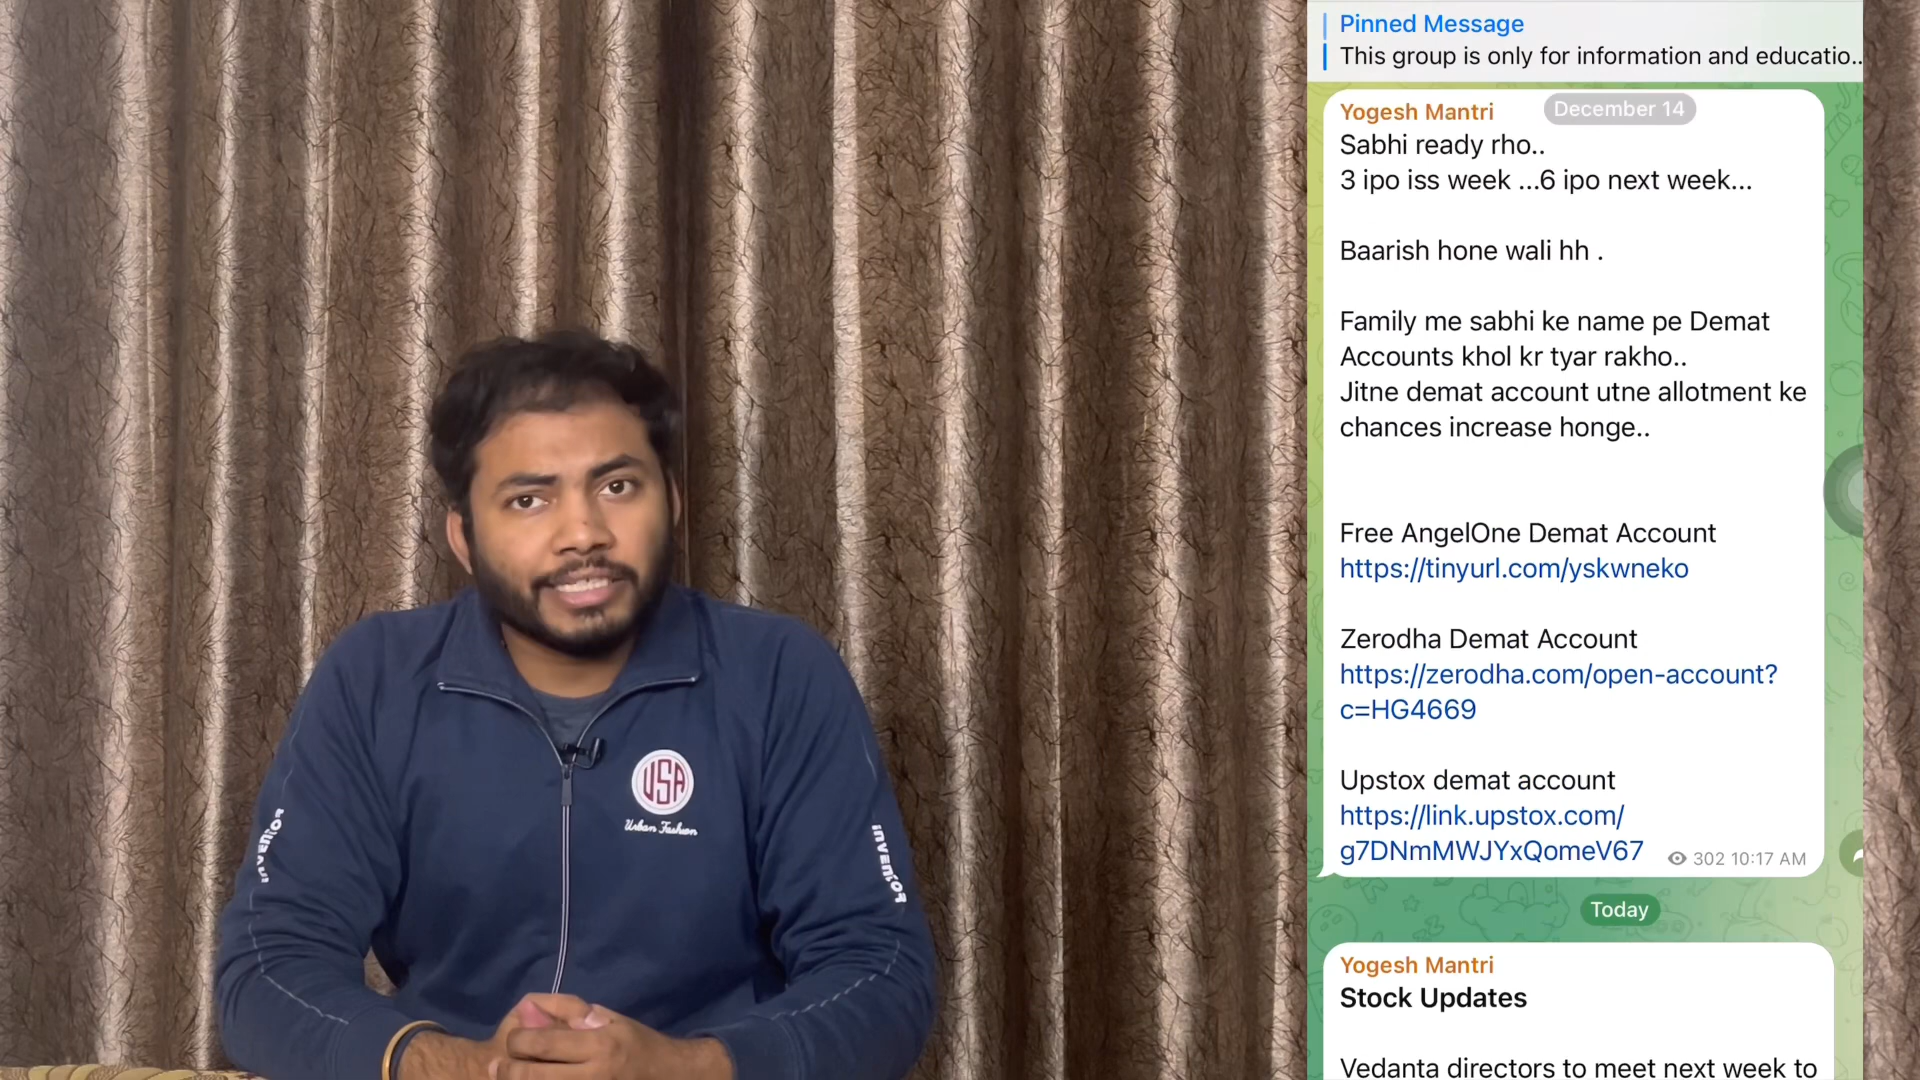 Pinned Message
This group is only for information and educatio..
December 14
Yogesh Mantri
Sabhi ready rho..
3 ipo iss week ...6 ipo next week...
Baarish hone wali hh .
Family me sabhi ke name pe Demat
Accounts khol kr tyar rakho..
Jitne demat account utne allotment ke
chances increase honge..
Free AngelOne Demat Account
https://tinyurl.com/yskwneko
Zerodha Demat Account
https://zerodha.com/open-account?
c=HG4669
Upstox demat account
https://link.upstox.com/
g7DNmMWJYxQomeV67
302 10:17 AM
Today
Yogesh Mantri
Stock Updates
Vedanta directors to meet next week to
USA
Urban Fashion
INVENTOR
INVENTOR